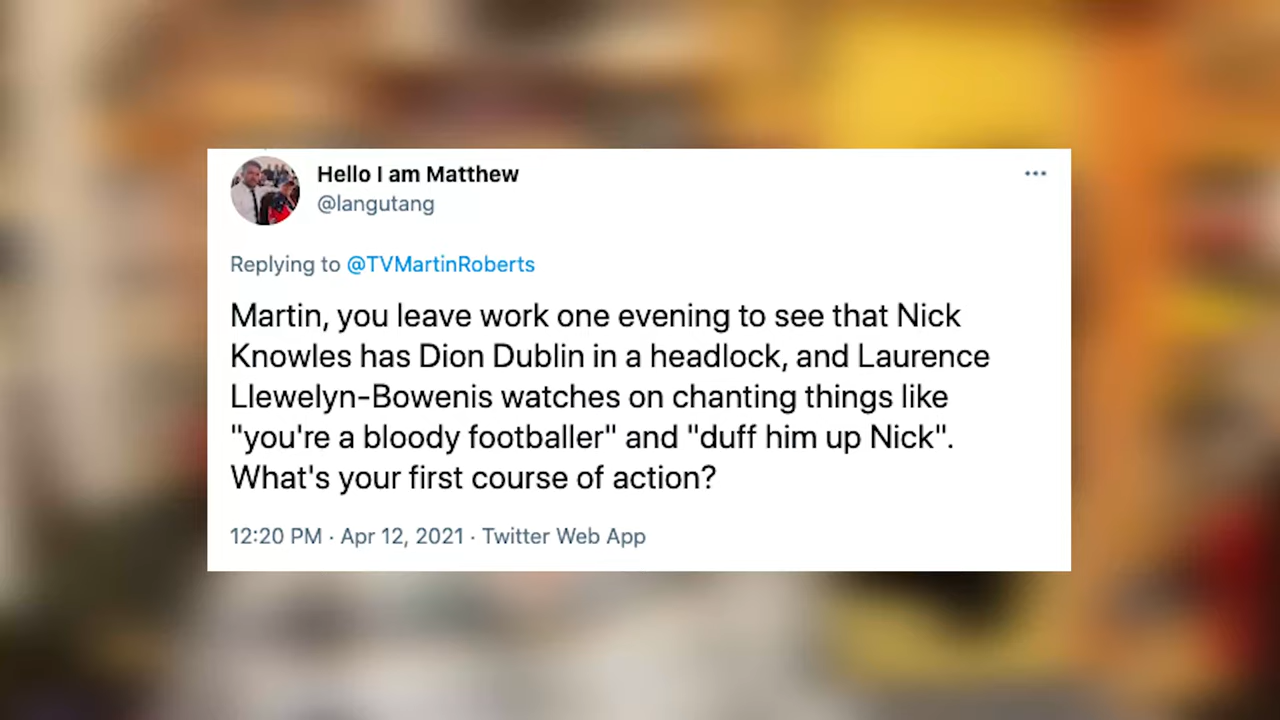 Hello I am Matthew
@langutang
Replying to @TVMartinRoberts
Martin, you leave work one evening to see that Nick
Knowles has Dion Dublin in a headlock, and Laurence
Llewelyn-Bowenis watches on chanting things like
"you're a bloody footballer" and "duff him up Nick".
What's your first course of action?
12:20 PM · Apr 12, 2021 · Twitter Web App